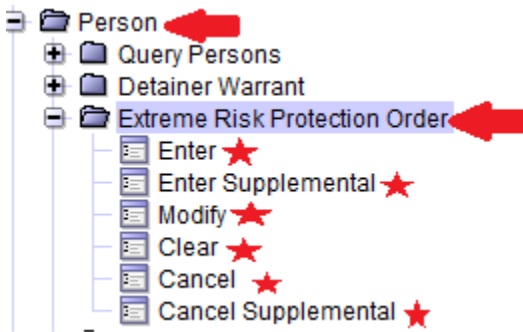 Person
Query Persons
Detainer Warrant
Extreme Risk Protection Order
Enter
Enter Supplemental
Modify
Clear
Cancel
Cancel Supplemental